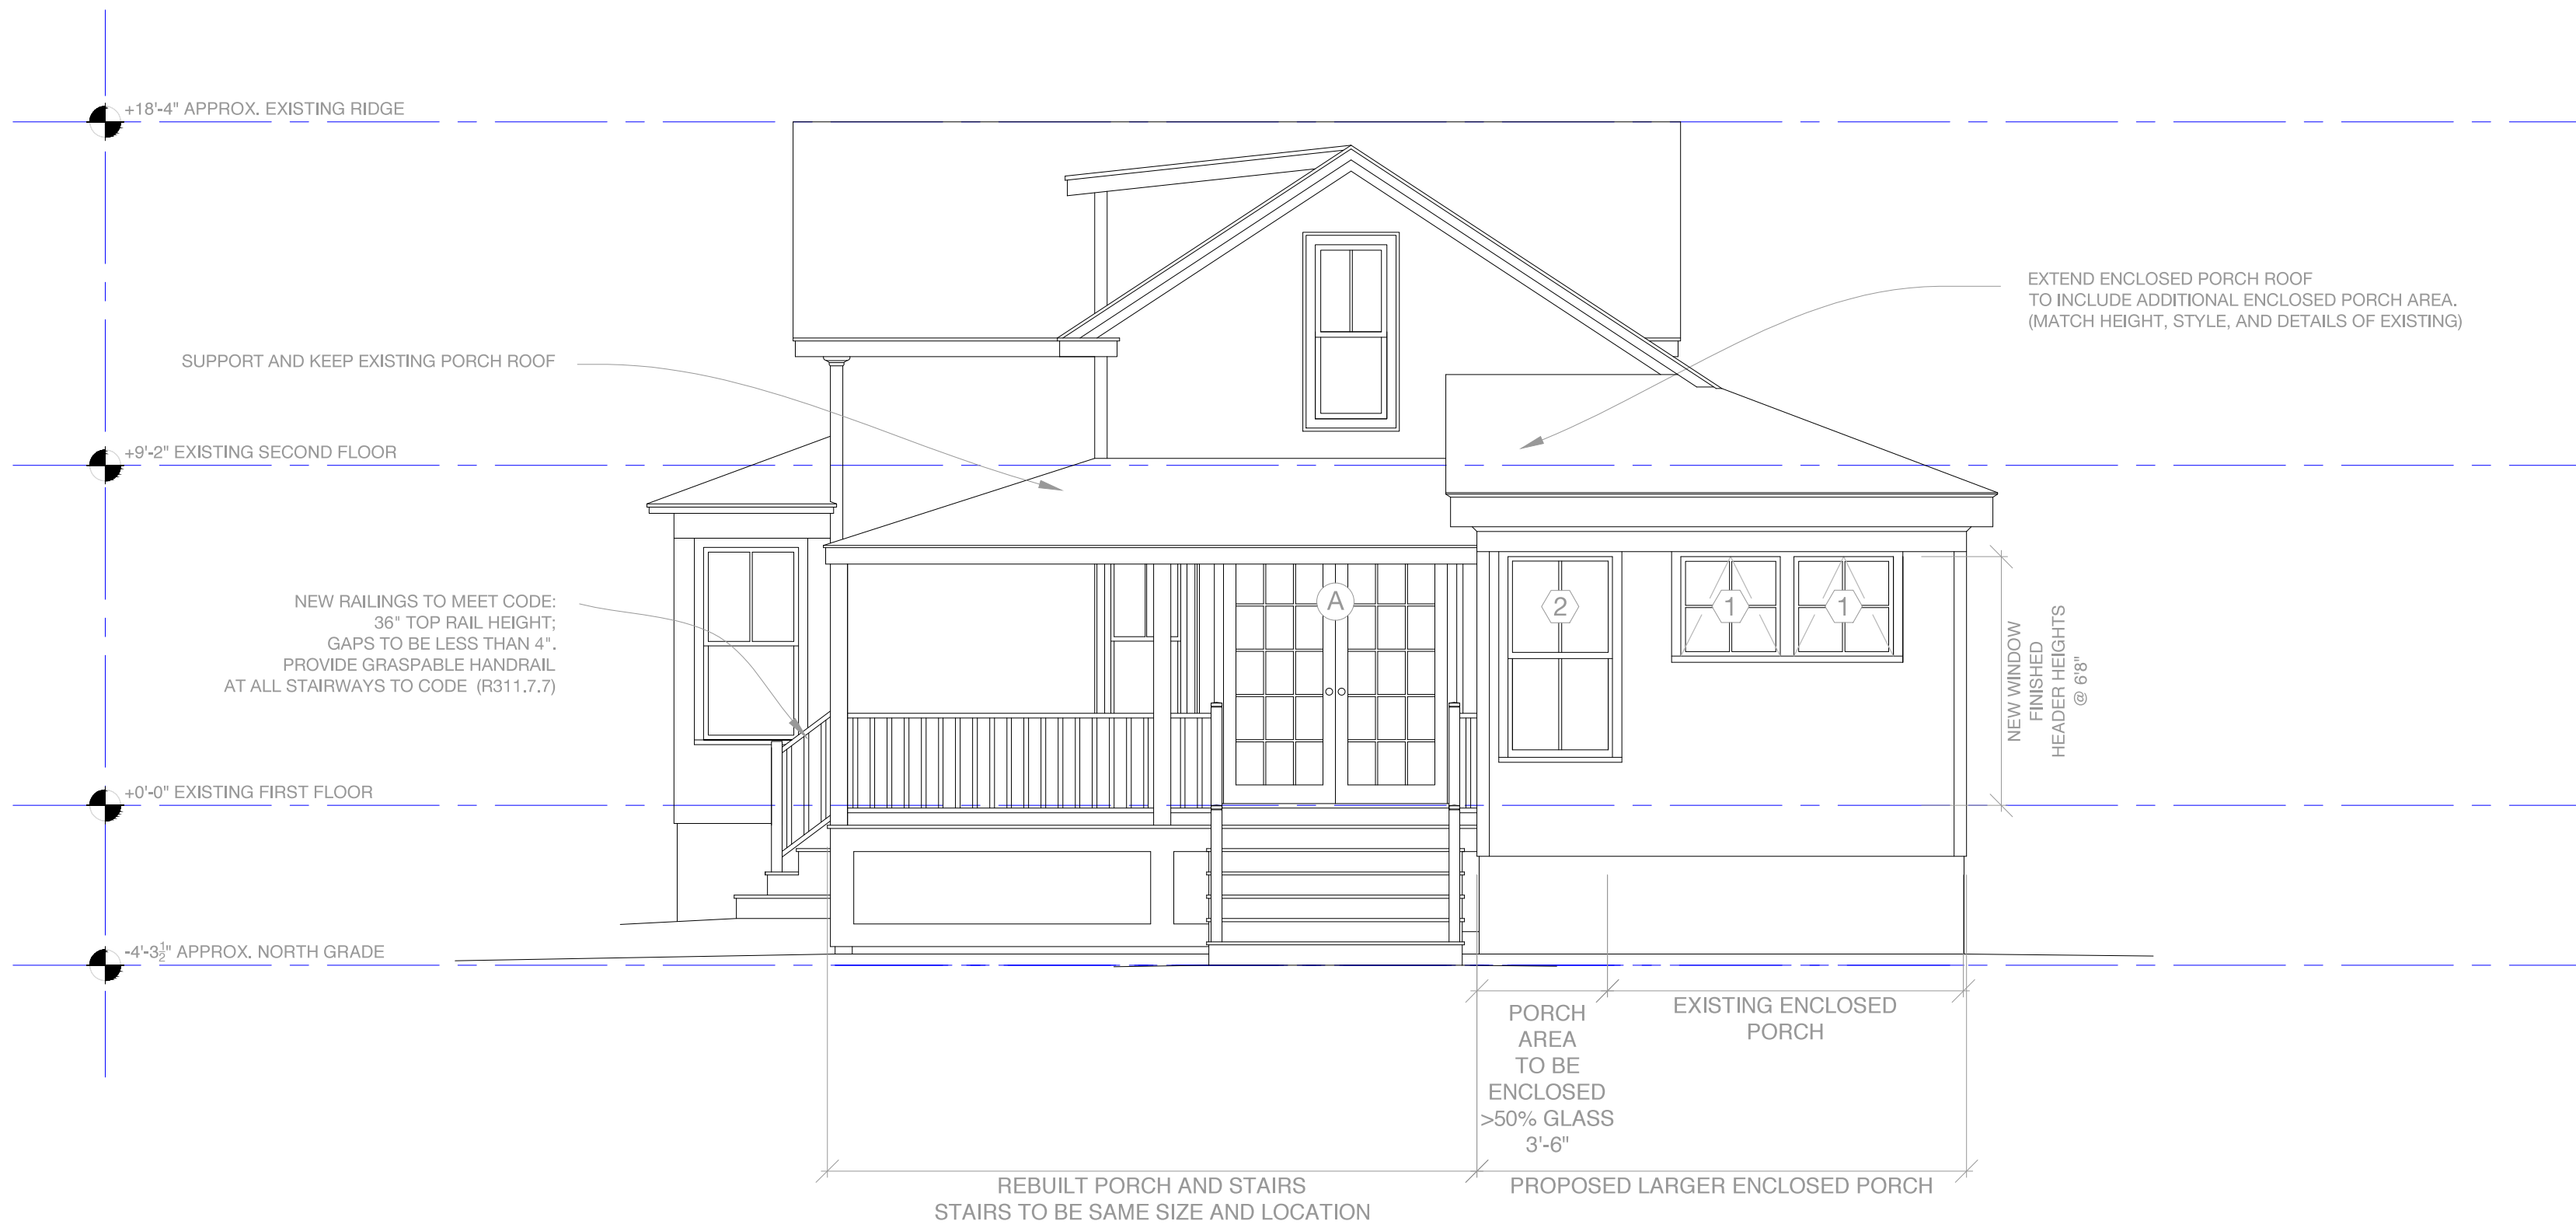 +18'-4" APPROX. EXISTING RIDGE
EXTEND ENCLOSED PORCH ROOF
TO INCLUDE ADDITIONAL ENCLOSED PORCH AREA.
(MATCH HEIGHT, STYLE, AND DETAILS OF EXISTING)
SUPPORT AND KEEP EXISTING PORCH ROOF
+9'-2" EXISTING SECOND FLOOR
NEW RAILINGS TO MEET CODE:
36" TOP RAIL HEIGHT;
GAPS TO BE LESS THAN 4".
PROVIDE GRASPABLE HANDRAIL
AT ALL STAIRWAYS TO CODE (R311.7.7)
A
2
1
1
NEW WINDOW
FINISHED
HEADER HEIGHTS
@ 6'8"
+0'-0" EXISTING FIRST FLOOR
-4'-3½" APPROX. NORTH GRADE
PORCH
AREA
TO BE
ENCLOSED
>50% GLASS
3'-6"
EXISTING ENCLOSED
PORCH
REBUILT PORCH AND STAIRS
STAIRS TO BE SAME SIZE AND LOCATION
PROPOSED LARGER ENCLOSED PORCH